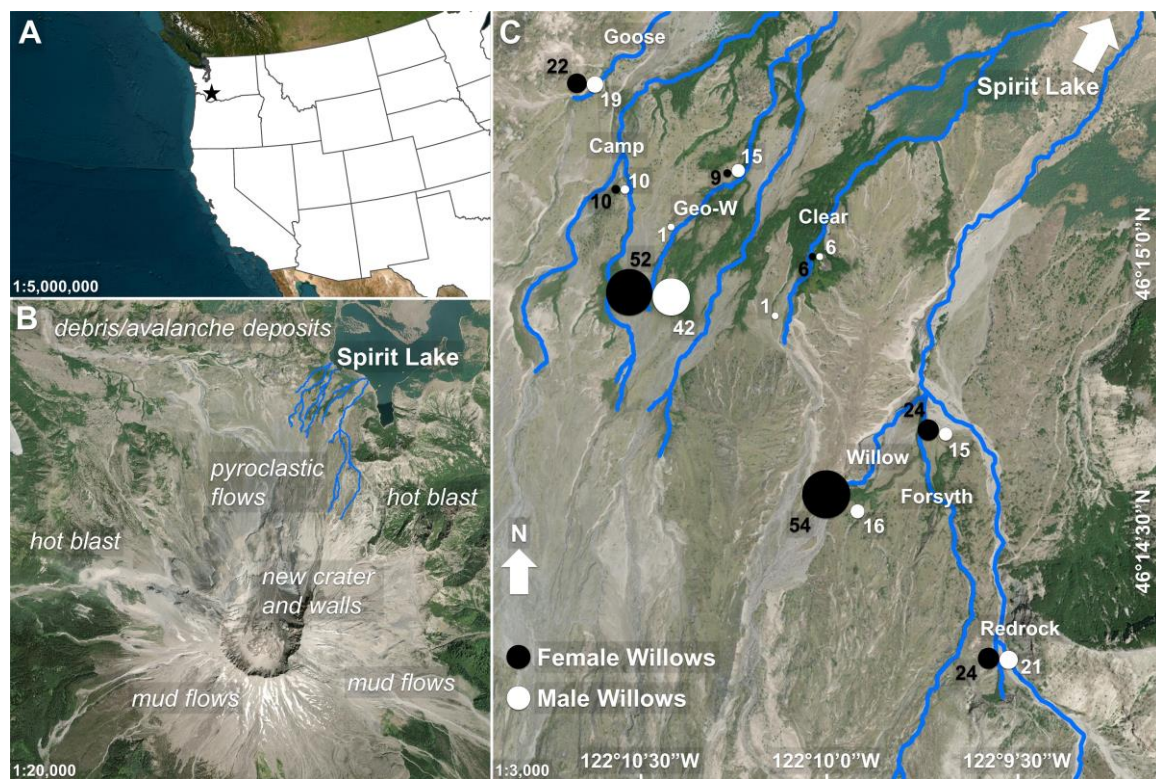 A
1:5,000,000
B
debris/avalanche deposits
Spirit Lake
pyroclastic
flows
hot blast
hot blast
new crater
and walls
mud flows
mud flows
1:20,000
C
Goose
22
19
Spirit Lake
Camp
10
10
15
9
Geo-W
1
Clear
6
6
52
42
1
46°15'0"N
24
15
Willow
Forsyth
54
16
46°14'30"N
N
Redrock
24
21
Female Willows
Male Willows
1:3,000
122°10'30"W
122°10'0"W
122°9'30"W